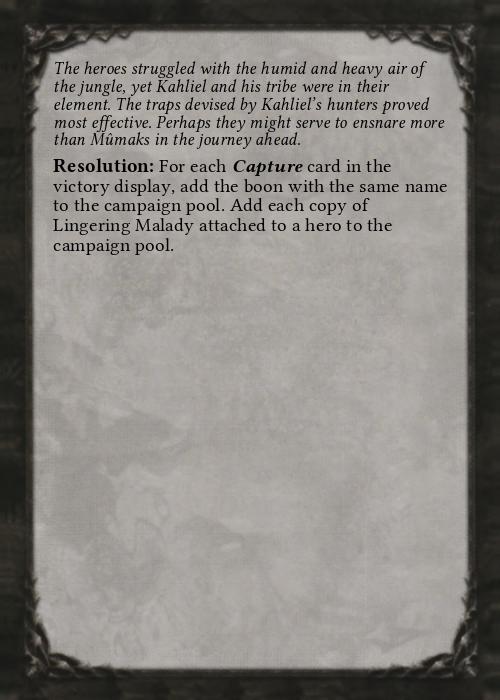 The heroes struggled with the humid and heavy air of
the jungle, yet Kahliel and his tribe were in their
element. The traps devised by Kahliel's hunters proved
most effective. Perhaps they might serve to ensnare more
than Mûmaks in the journey ahead.
Resolution: For each Capture card in the
victory display, add the boon with the same name
to the campaign pool. Add each copy of
Lingering Malady attached to a hero to the
campaign pool.